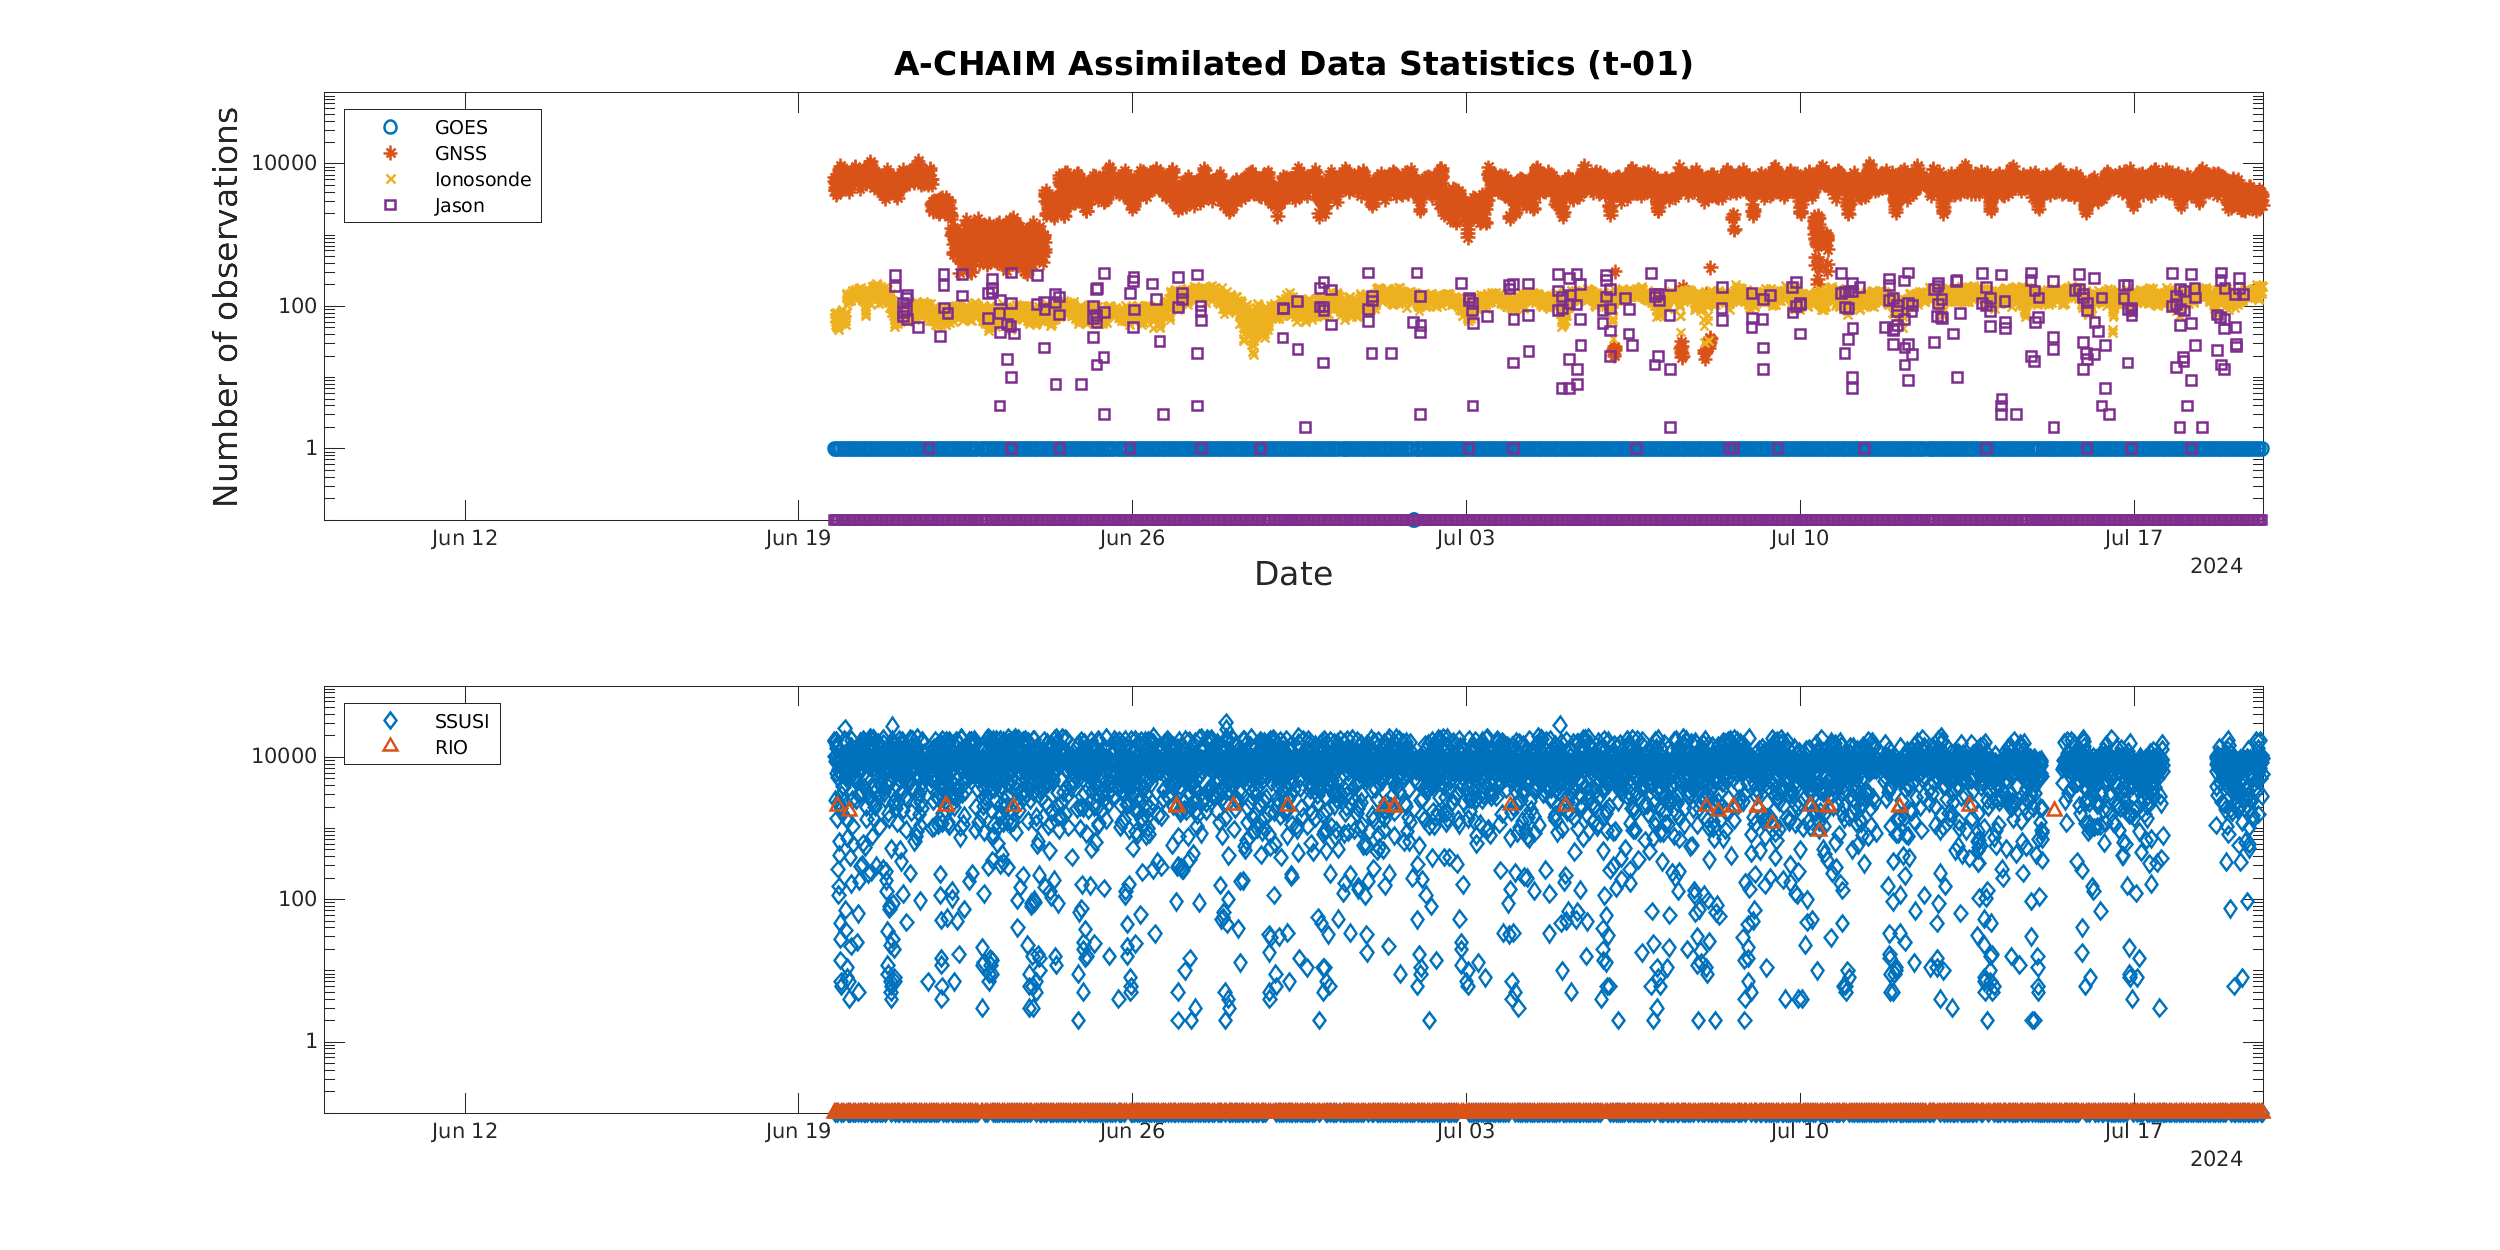 A-CHAIM Assimilated Data Statistics (t-01)
Number of observations
10000
100
1
GOES
GNSS
Ionosonde
Jason
Jun 12
Jun 19
Jun 26
Jul 03
Jul 10
Jul 17
2024
Date
10000
100
1
SSUSI
RIO
Jun 12
Jun 19
Jun 26
Jul 03
Jul 10
Jul 17
2024